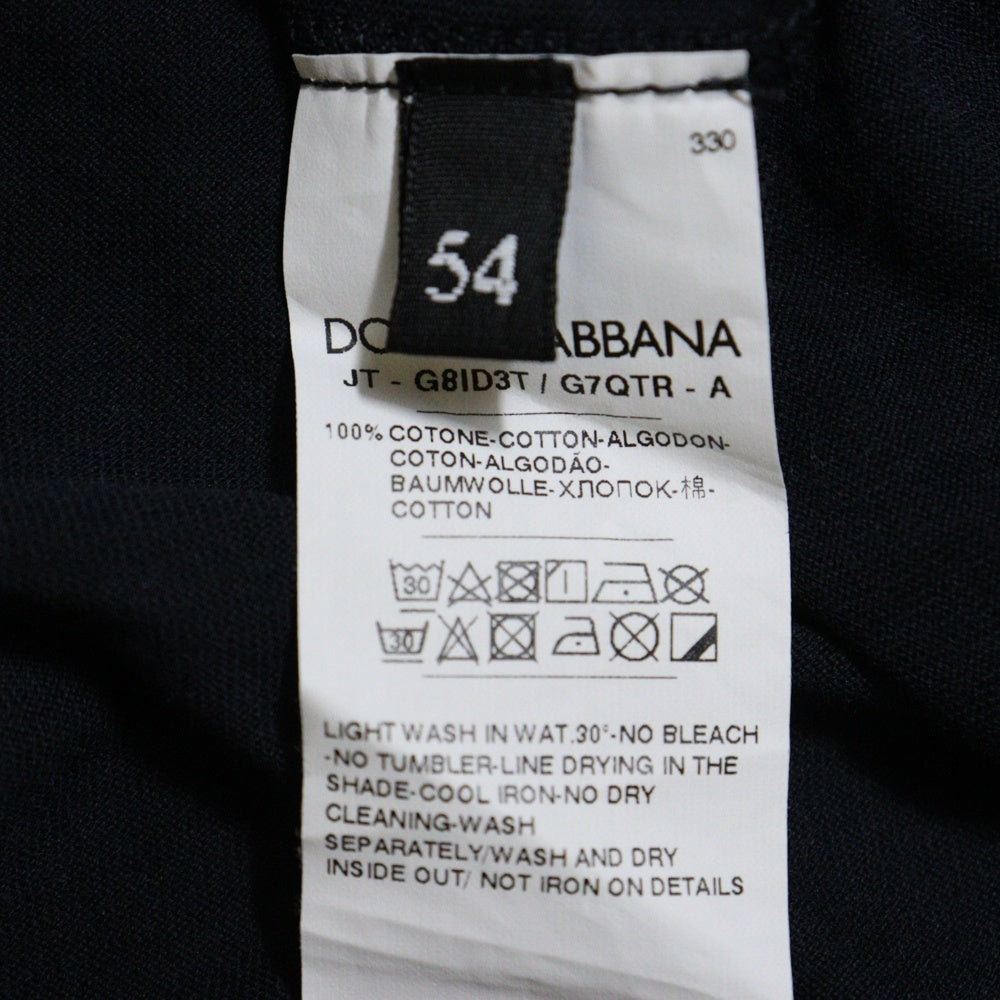 330
54
DO ABBANA
JT - G8ID3T / G7QTR - A
100% COTONE-COTTON-ALGODON-
COTON-ALGODÃO-
BAUMWOLLE-ХЛОПОК-棉-
COTTON
30
30
LIGHT WASH IN WAT.30°-NO BLEACH
-NO TUMBLER-LINE DRYING IN THE
SHADE-COOL IRON-NO DRY
CLEANING-WASH
SEPARATELY/WASH AND DRY
INSIDE OUT/ NOT IRON ON DETAILS